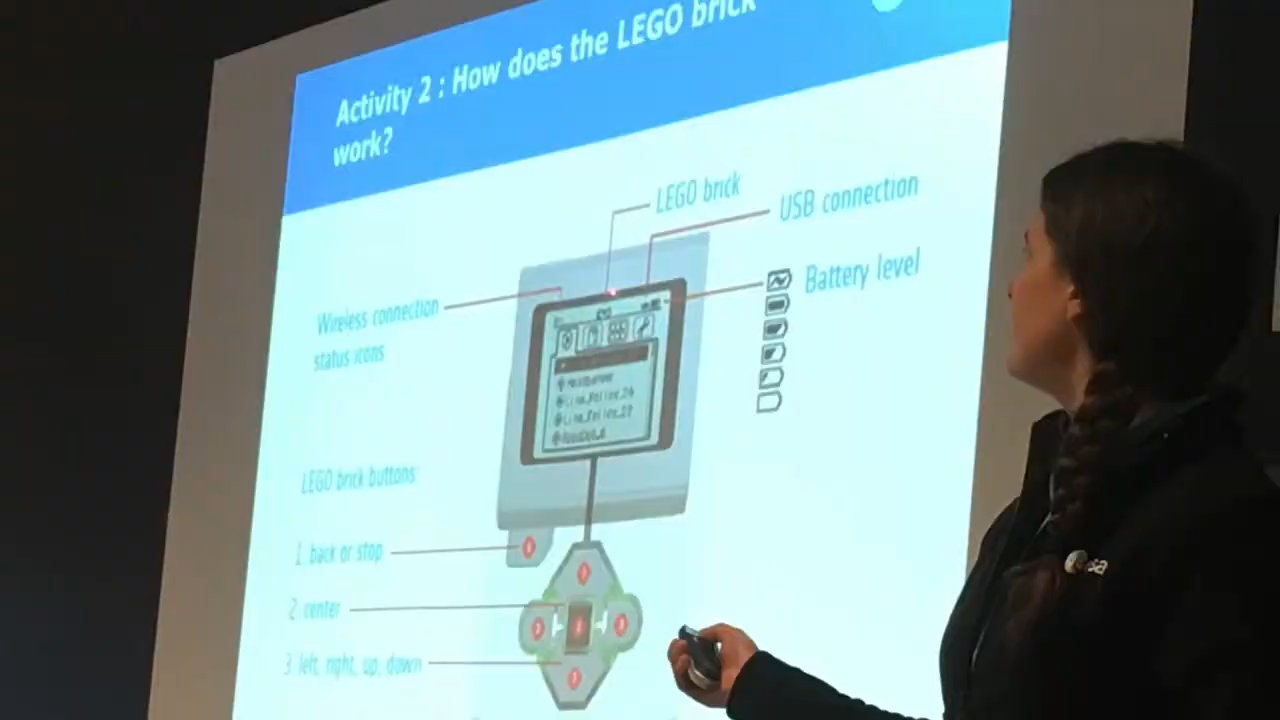 Activity 2 : How does the LEGO brick
work?
LEGO brick
USB connection
Wireless connection
status icons
Battery level
LEGO brick buttons:
1. back or stop
2. center
3. left, right, up, down
esa